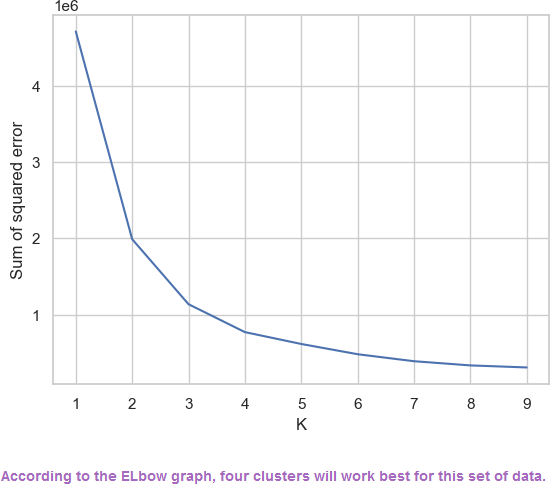 1e6
4
3
2
1
Sum of squared error
1 2 3 4 5 6 7 8 9
K
According to the ELbow graph, four clusters will work best for this set of data.